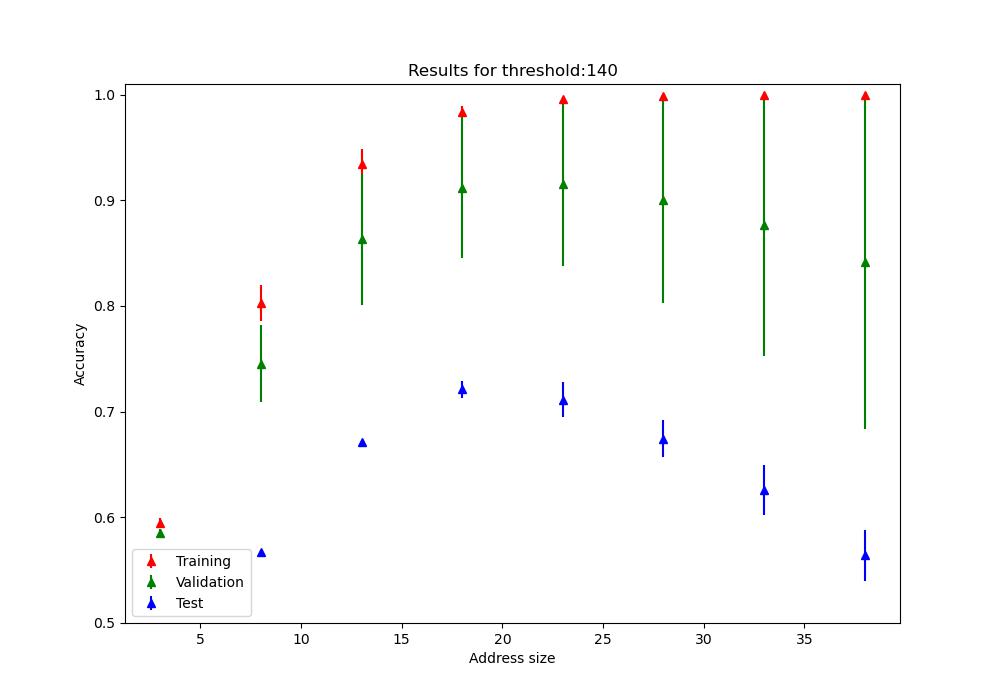 Results for threshold:140
1.0
0.9
0.8
0.7
0.6
0.5
Accuracy
Training
Validation
Test
5 10 15 20 25 30 35
Address size